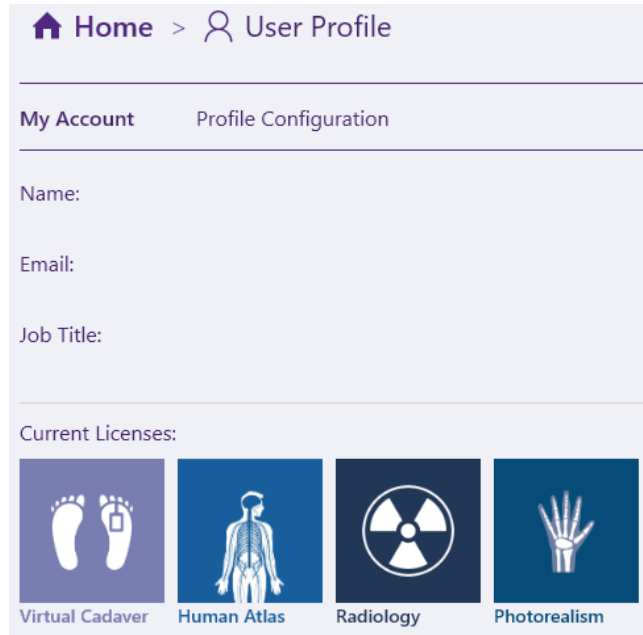 Home > User Profile
My Account Profile Configuration
Name:
Email:
Job Title:
Current Licenses:
Virtual Cadaver Human Atlas Radiology Photorealism